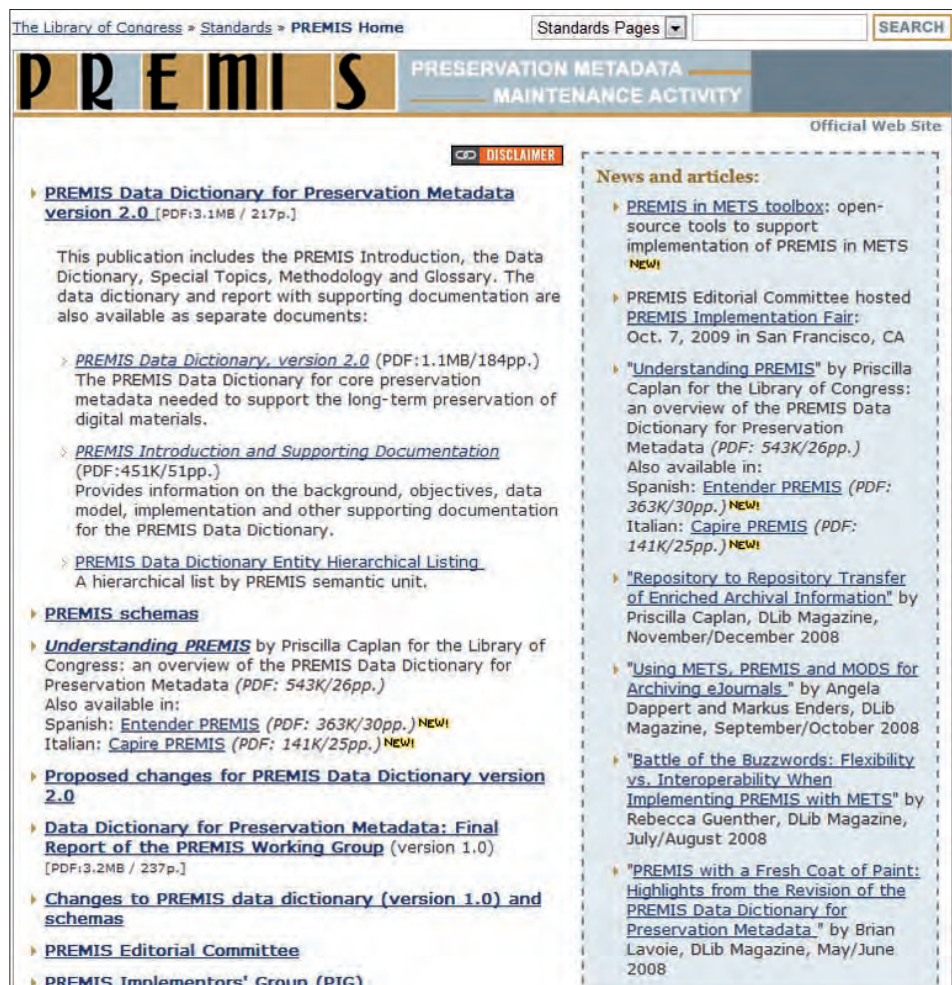 The Library of Congress » Standards » PREMIS Home
Standards Pages
SEARCH
PREMIS
PRESERVATION METADATA
MAINTENANCE ACTIVITY
Official Web Site
DISCLAIMER
PREMIS Data Dictionary for Preservation Metadata
version 2.0 [PDF:3.1MB / 217p.]
This publication includes the PREMIS Introduction, the Data
Dictionary, Special Topics, Methodology and Glossary. The
data dictionary and report with supporting documentation are
also available as separate documents:
PREMIS Data Dictionary, version 2.0 (PDF:1.1MB/184pp.)
The PREMIS Data Dictionary for core preservation
metadata needed to support the long-term preservation of
digital materials.
PREMIS Introduction and Supporting Documentation
(PDF:451K/51pp.)
Provides information on the background, objectives, data
model, implementation and other supporting documentation
for the PREMIS Data Dictionary.
PREMIS Data Dictionary Entity Hierarchical Listing
A hierarchical list by PREMIS semantic unit.
PREMIS schemas
Understanding PREMIS by Priscilla Caplan for the Library of
Congress: an overview of the PREMIS Data Dictionary for
Preservation Metadata (PDF: 543K/26pp.)
Also available in:
Spanish: Entender PREMIS (PDF: 363K/30pp.) NEW!
Italian: Capire PREMIS (PDF: 141K/25pp.) NEW!
Proposed changes for PREMIS Data Dictionary version
2.0
Data Dictionary for Preservation Metadata: Final
Report of the PREMIS Working Group (version 1.0)
[PDF:3.2MB / 237p.]
Changes to PREMIS data dictionary (version 1.0) and
schemas
PREMIS Editorial Committee
PREMIS Implementors' Group (PIG)
News and articles:
PREMIS in METS toolbox: open-
source tools to support
implementation of PREMIS in METS
NEW!
PREMIS Editorial Committee hosted
PREMIS Implementation Fair:
Oct. 7, 2009 in San Francisco, CA
"Understanding PREMIS" by Priscilla
Caplan for the Library of Congress:
an overview of the PREMIS Data
Dictionary for Preservation
Metadata (PDF: 543K/26pp.)
Also available in:
Spanish: Entender PREMIS (PDF:
363K/30pp.) NEW!
Italian: Capire PREMIS (PDF:
141K/25pp.) NEW!
"Repository to Repository Transfer
of Enriched Archival Information" by
Priscilla Caplan, DLib Magazine,
November/December 2008
"Using METS, PREMIS and MODS for
Archiving eJournals " by Angela
Dappert and Markus Enders, DLib
Magazine, September/October 2008
"Battle of the Buzzwords: Flexibility
vs. Interoperability When
Implementing PREMIS with METS" by
Rebecca Guenther, DLib Magazine,
July/August 2008
"PREMIS with a Fresh Coat of Paint:
Highlights from the Revision of the
PREMIS Data Dictionary for
Preservation Metadata " by Brian
Lavoie, DLib Magazine, May/June
2008